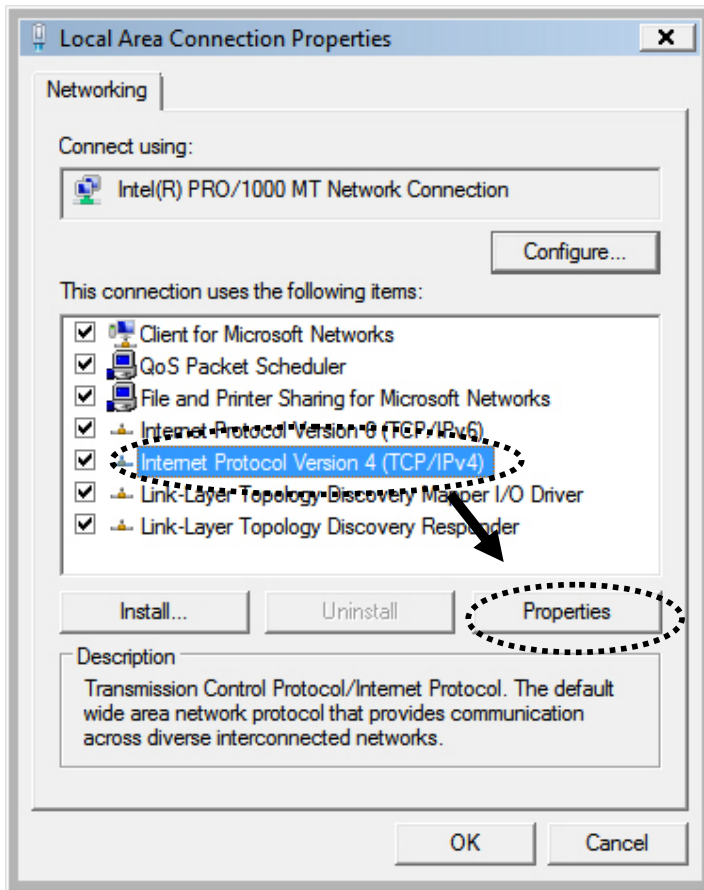 Local Area Connection Properties
Networking
Connect using:
Intel(R) PRO/1000 MT Network Connection
Configure...
This connection uses the following items:
Client for Microsoft Networks
QoS Packet Scheduler
File and Printer Sharing for Microsoft Networks
Internet Protocol Version 6 (TCP/IPv6)
Internet Protocol Version 4 (TCP/IPv4)
Link-Layer Topology Discovery Mapper I/O Driver
Link-Layer Topology Discovery Responder
Install...
Uninstall
Properties
Description
Transmission Control Protocol/Internet Protocol. The default
wide area network protocol that provides communication
across diverse interconnected networks.
OK
Cancel